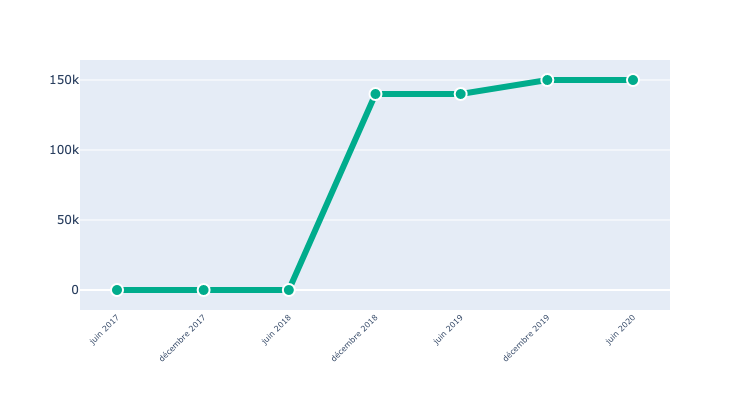 150k
100k
50k
0
juin 2017
décembre 2017
juin 2018
décembre 2018
juin 2019
décembre 2019
juin 2020